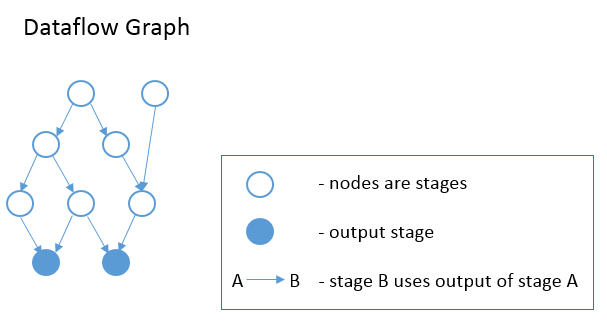 Dataflow Graph
- nodes are stages
- output stage
A B - stage B uses output of stage A